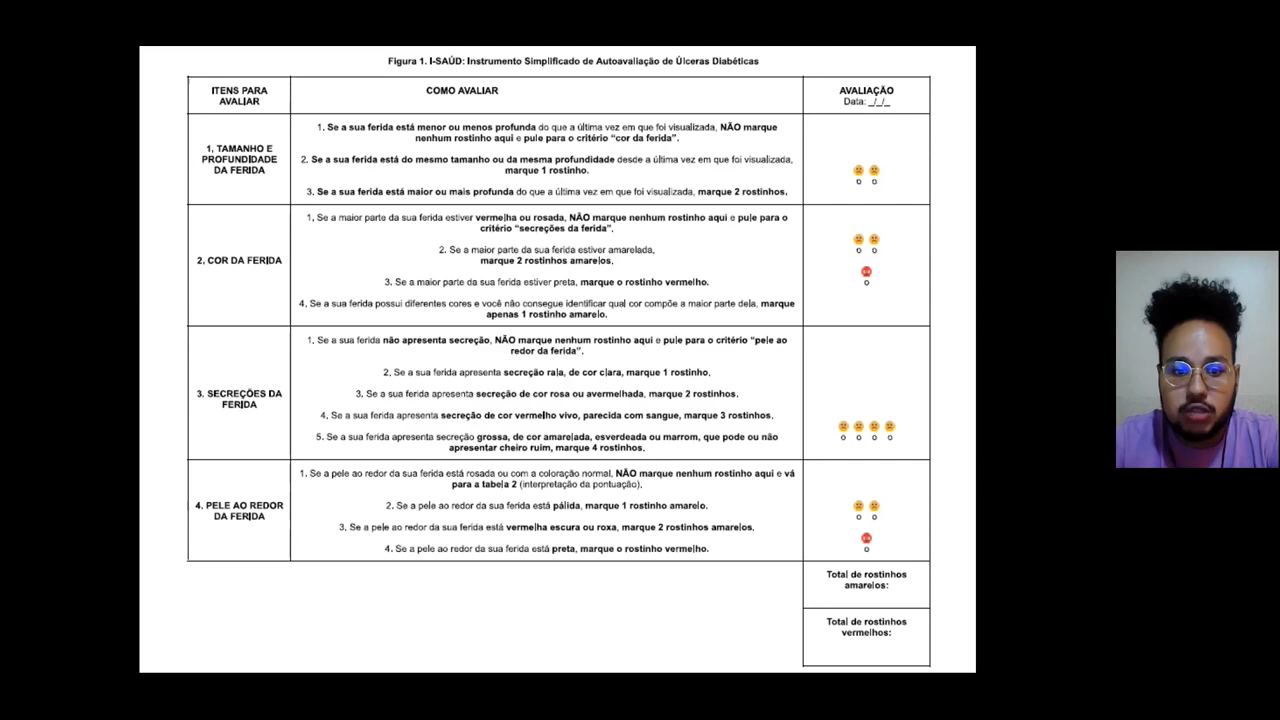 Figura 1. I-SAÚD: Instrumento Simplificado de Autoavaliação de Úlceras Diabéticas
ITENS PARA
AVALIAR
COMO AVALIAR
AVALIAÇÃO
Data: _/_/_
1. TAMANHO E
PROFUNDIDADE
DA FERIDA
1. Se a sua ferida está menor ou menos profunda do que a última vez em que foi visualizada, NÃO marque
nenhum rostinho aqui e pule para o critério "cor da ferida".
2. Se a sua ferida está do mesmo tamanho ou da mesma profundidade desde a última vez em que foi visualizada,
marque 1 rostinho.
3. Se a sua ferida está maior ou mais profunda do que a última vez em que foi visualizada, marque 2 rostinhos.
2. COR DA FERIDA
1. Se a maior parte da sua ferida estiver vermelha ou rosada, NÃO marque nenhum rostinho aqui e pule para o
critério "secreções da ferida".
2. Se a maior parte da sua ferida estiver amarelada,
marque 2 rostinhos amarelos.
3. Se a maior parte da sua ferida estiver preta, marque o rostinho vermelho.
4. Se a sua ferida possui diferentes cores e você não consegue identificar qual cor compõe a maior parte dela, marque
apenas 1 rostinho amarelo.
3. SECREÇÕES DA
FERIDA
1. Se a sua ferida não apresenta secreção, NÃO marque nenhum rostinho aqui e pule para o critério "pele ao
redor da ferida".
2. Se a sua ferida apresenta secreção rala, de cor clara, marque 1 rostinho.
3. Se a sua ferida apresenta secreção de cor rosa ou avermelhada, marque 2 rostinhos.
4. Se a sua ferida apresenta secreção de cor vermelho vivo, parecida com sangue, marque 3 rostinhos.
5. Se a sua ferida apresenta secreção grossa, de cor amarelada, esverdeada ou marrom, que pode ou não
apresentar cheiro ruim, marque 4 rostinhos.
4. PELE AO REDOR
DA FERIDA
1. Se a pele ao redor da sua ferida está rosada ou com a coloração normal, NÃO marque nenhum rostinho aqui e vá
para a tabela 2 (interpretação da pontuação).
2. Se a pele ao redor da sua ferida está pálida, marque 1 rostinho amarelo.
3. Se a pele ao redor da sua ferida está vermelha escura ou roxa, marque 2 rostinhos amarelos.
4. Se a pele ao redor da sua ferida está preta, marque o rostinho vermelho.
Total de rostinhos
amarelos:
Total de rostinhos
vermelhos: